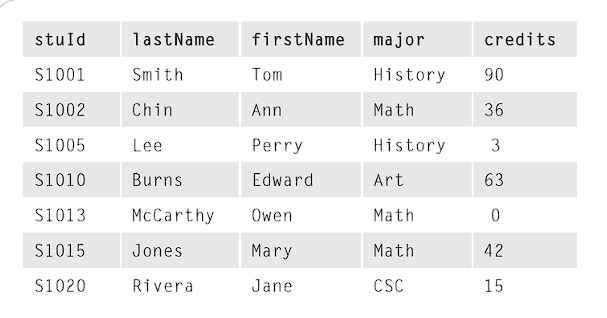 stuId lastName firstName major credits
S1001 Smith Tom History 90
S1002 Chin Ann Math 36
S1005 Lee Perry History 3
S1010 Burns Edward Art 63
S1013 McCarthy Owen Math 0
S1015 Jones Mary Math 42
S1020 Rivera Jane CSC 15